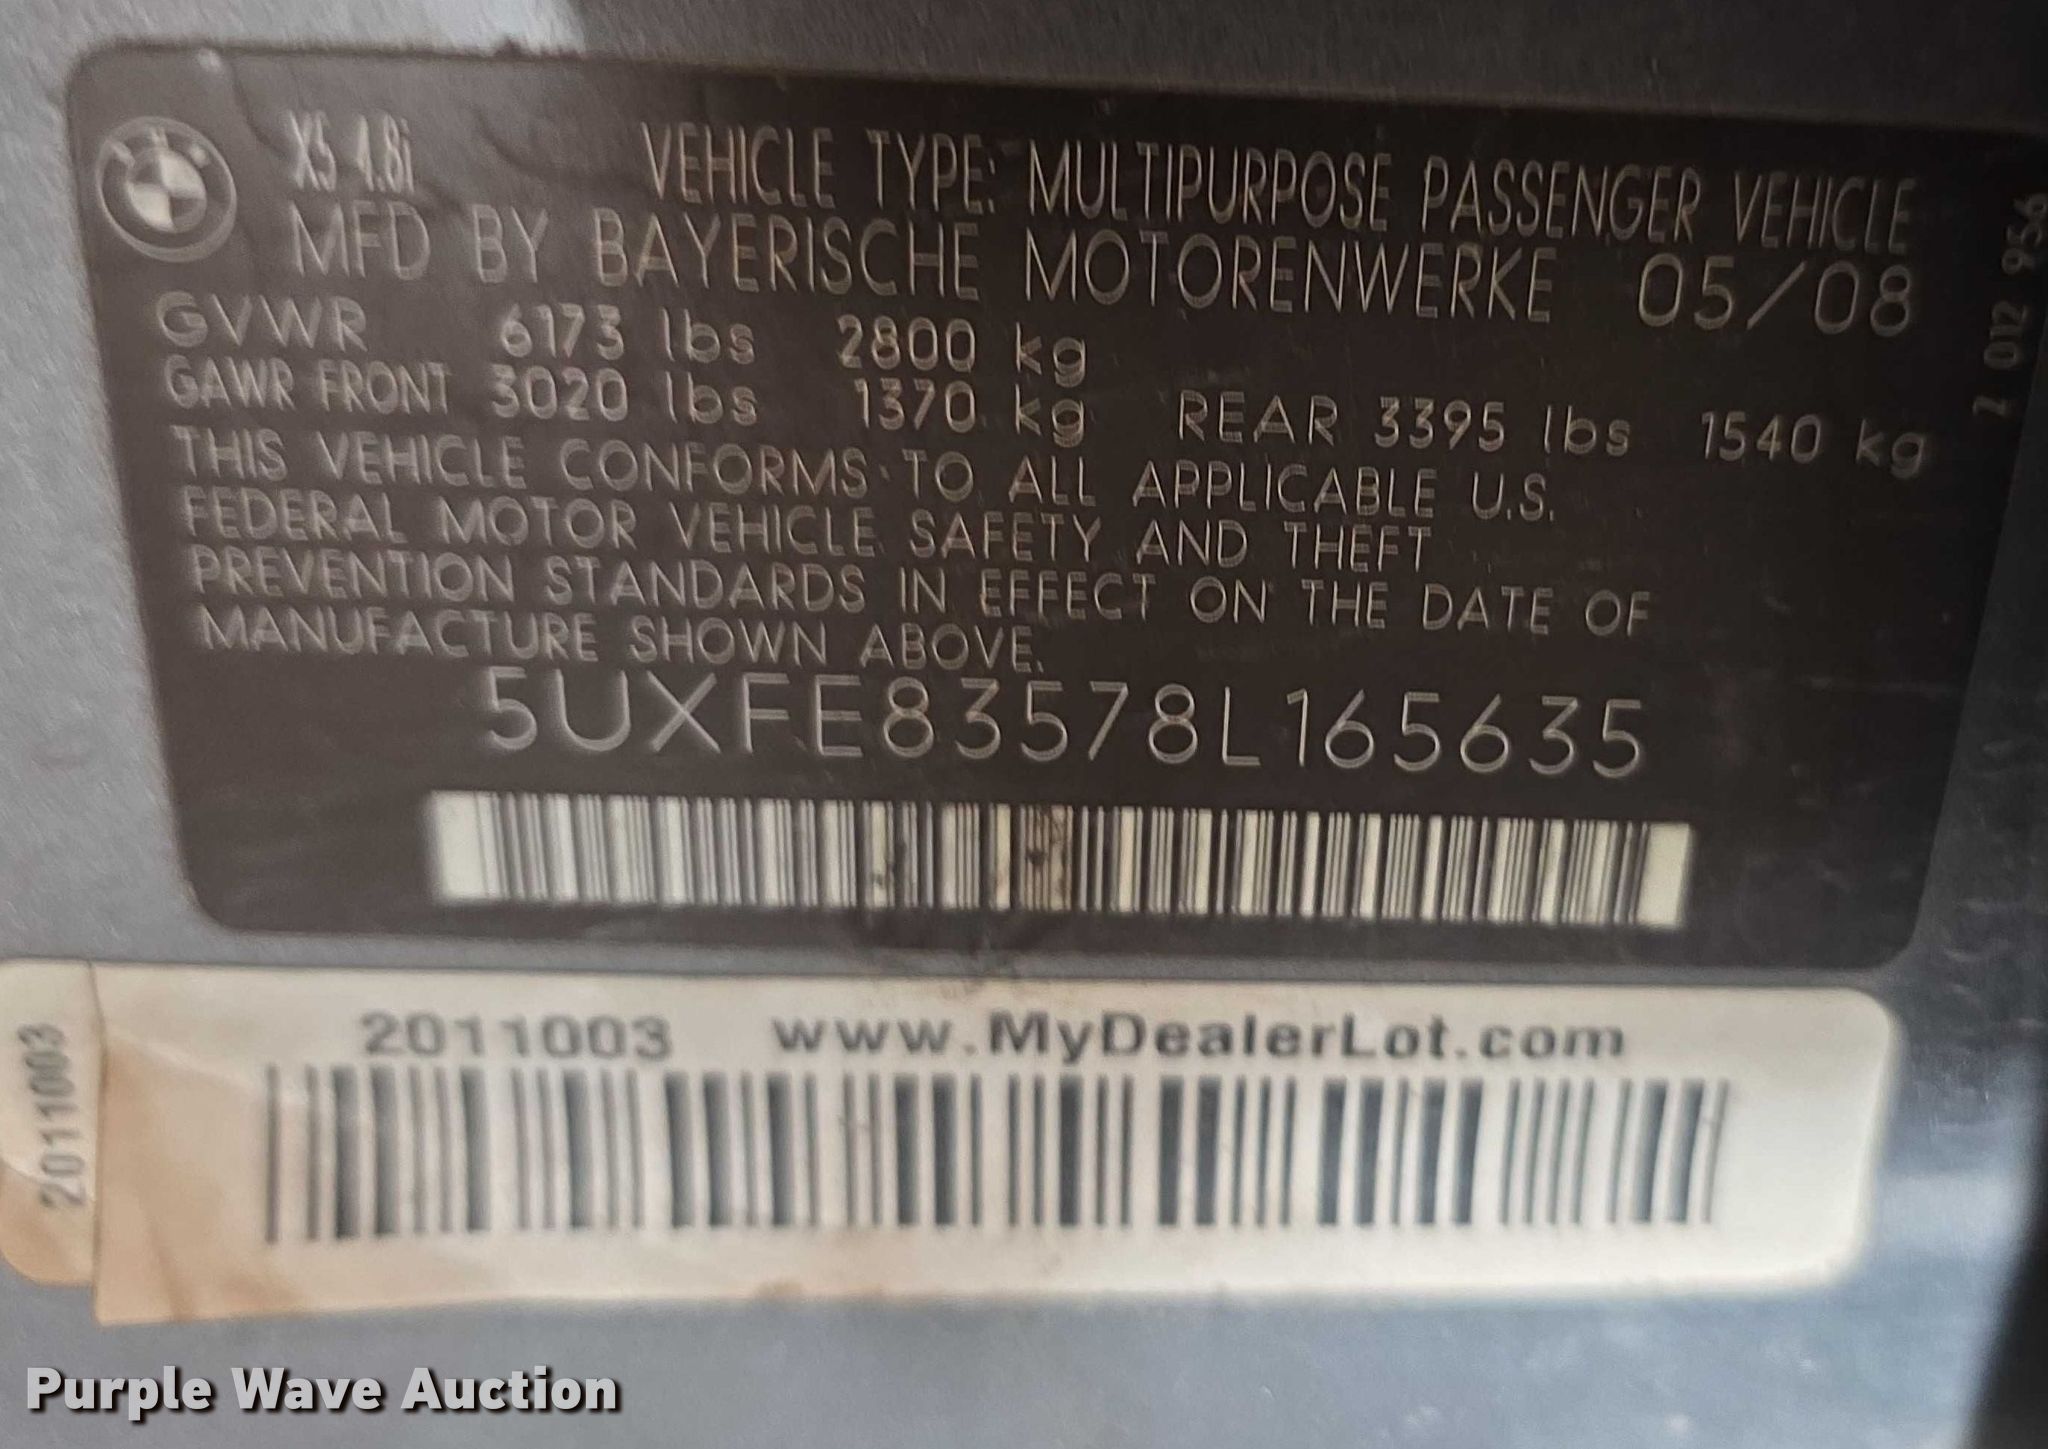 BMW
X5 4.8i
VEHICLE TYPE: MULTIPURPOSE PASSENGER VEHICLE
MFD BY BAYERISCHE MOTORENWERKE 05/08
GVWR 6173 lbs 2800 kg
GAWR FRONT 3020 lbs 1370 kg REAR 3395 lbs 1540 kg
THIS VEHICLE CONFORMS TO ALL APPLICABLE U.S.
FEDERAL MOTOR VEHICLE SAFETY AND THEFT
PREVENTION STANDARDS IN EFFECT ON THE DATE OF
MANUFACTURE SHOWN ABOVE.
5UXFE83578L165635
7 012 956
2011003 www.MyDealerLot.com
2011003
Purple Wave Auction